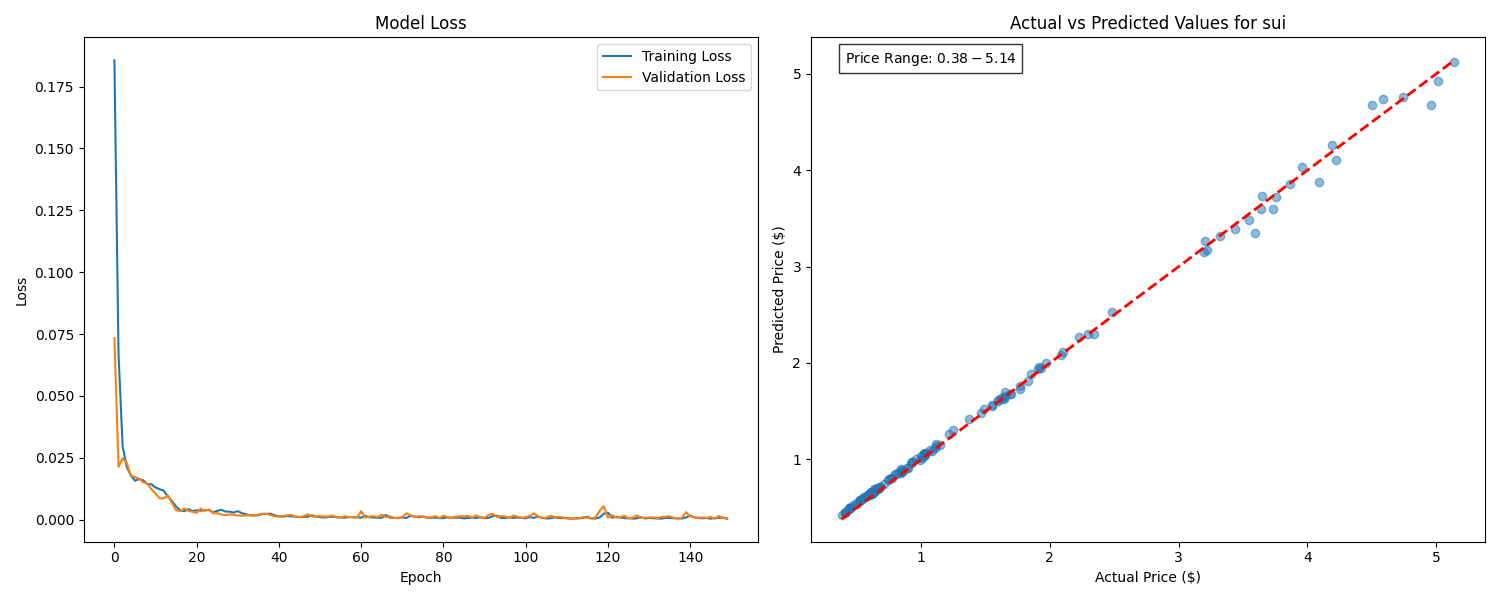 Model Loss
Training Loss
Validation Loss
0.175
0.150
0.125
0.100
0.075
0.050
0.025
0.000
Loss
0 20 40 60 80 100 120 140
Epoch
Actual vs Predicted Values for sui
Price Range: 0.38 − 5.14
5
4
3
2
1
Predicted Price ($)
1 2 3 4 5
Actual Price ($)